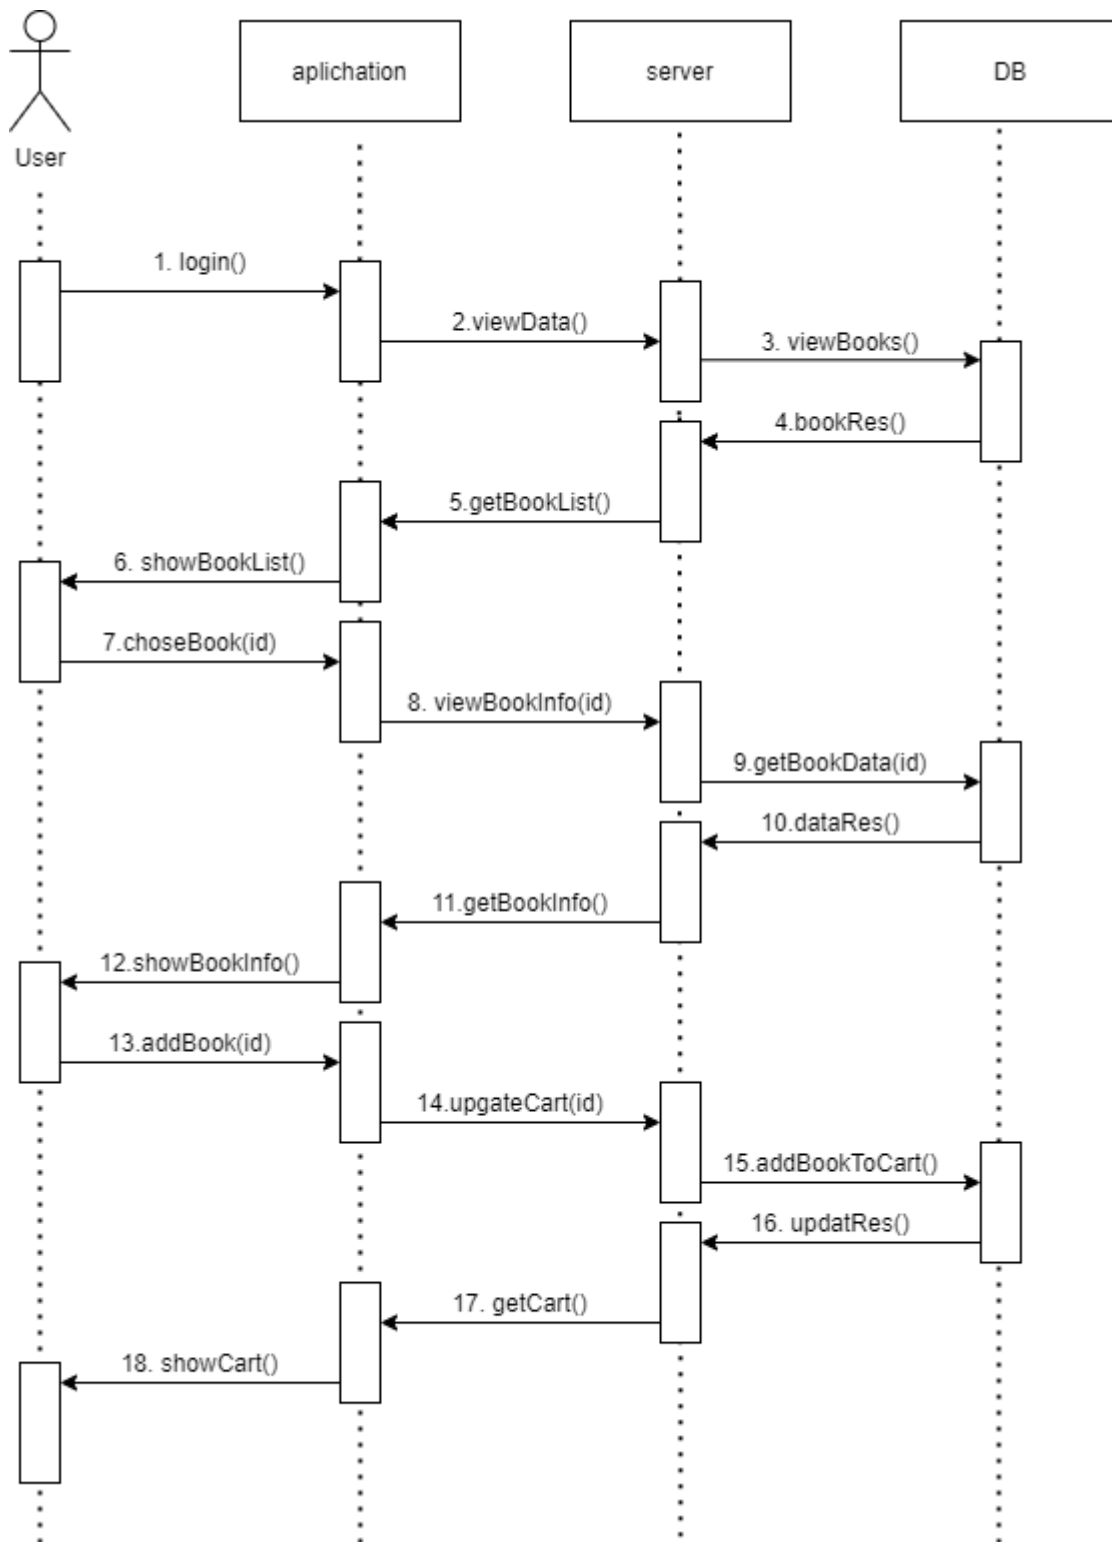 aplichation
server
DB
User
1. login()
2.viewData()
3. viewBooks()
4.bookRes()
5.getBookList()
6. showBookList()
7.choseBook(id)
8. viewBookInfo(id)
9.getBookData(id)
10.dataRes()
11.getBookInfo()
12.showBookInfo()
13.addBook(id)
14.upgateCart(id)
15.addBookToCart()
16. updatRes()
17. getCart()
18. showCart()